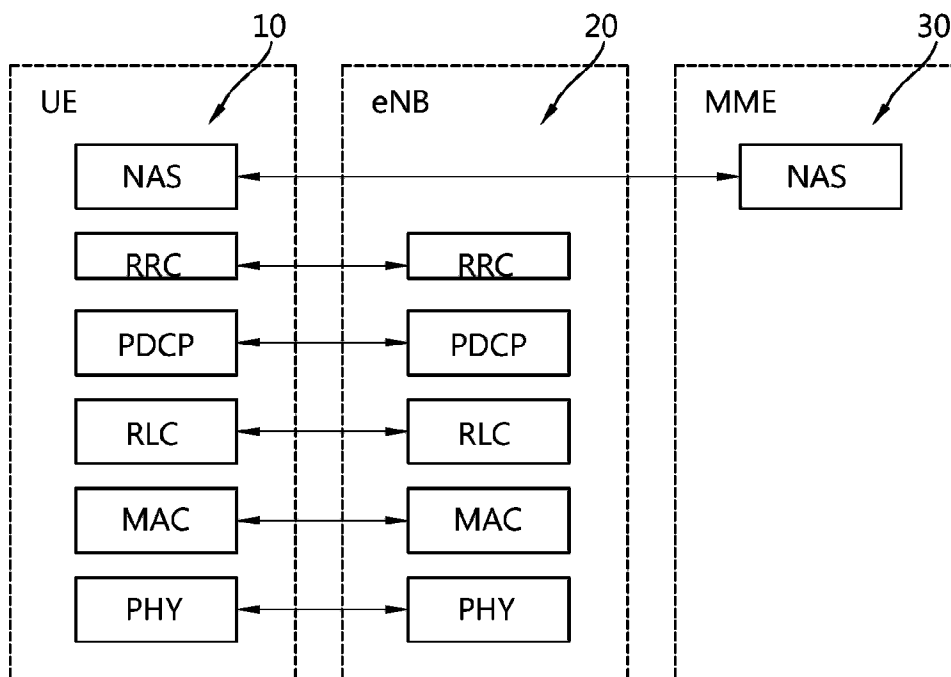 10 20 30
UE eNB MME
NAS NAS
RRC RRC
PDCP PDCP
RLC RLC
MAC MAC
PHY PHY